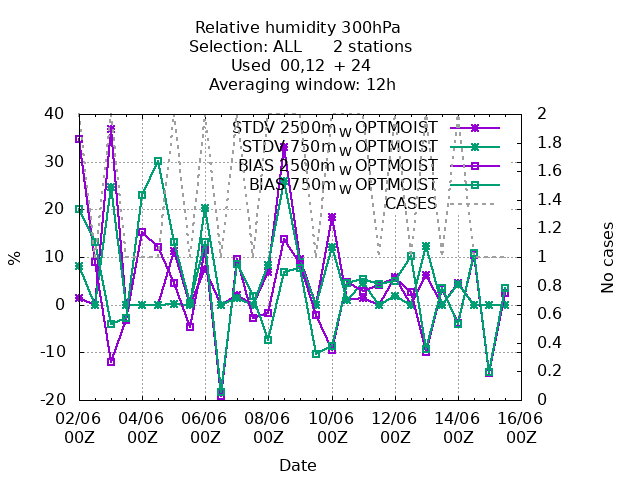 Relative humidity 300hPa
Selection: ALL 2 stations
Used 00,12 + 24
Averaging window: 12h
STDV 2500m_W OPTMOIST
STDV 750m_W OPTMOIST
BIAS 2500m_W OPTMOIST
BIAS 750m_W OPTMOIST
CASES
40
30
20
10
0
-10
-20
%
2
1.8
1.6
1.4
1.2
1
0.8
0.6
0.4
0.2
0
No cases
02/06 04/06 06/06 08/06 10/06 12/06 14/06 16/06
00Z 00Z 00Z 00Z 00Z 00Z 00Z 00Z
Date